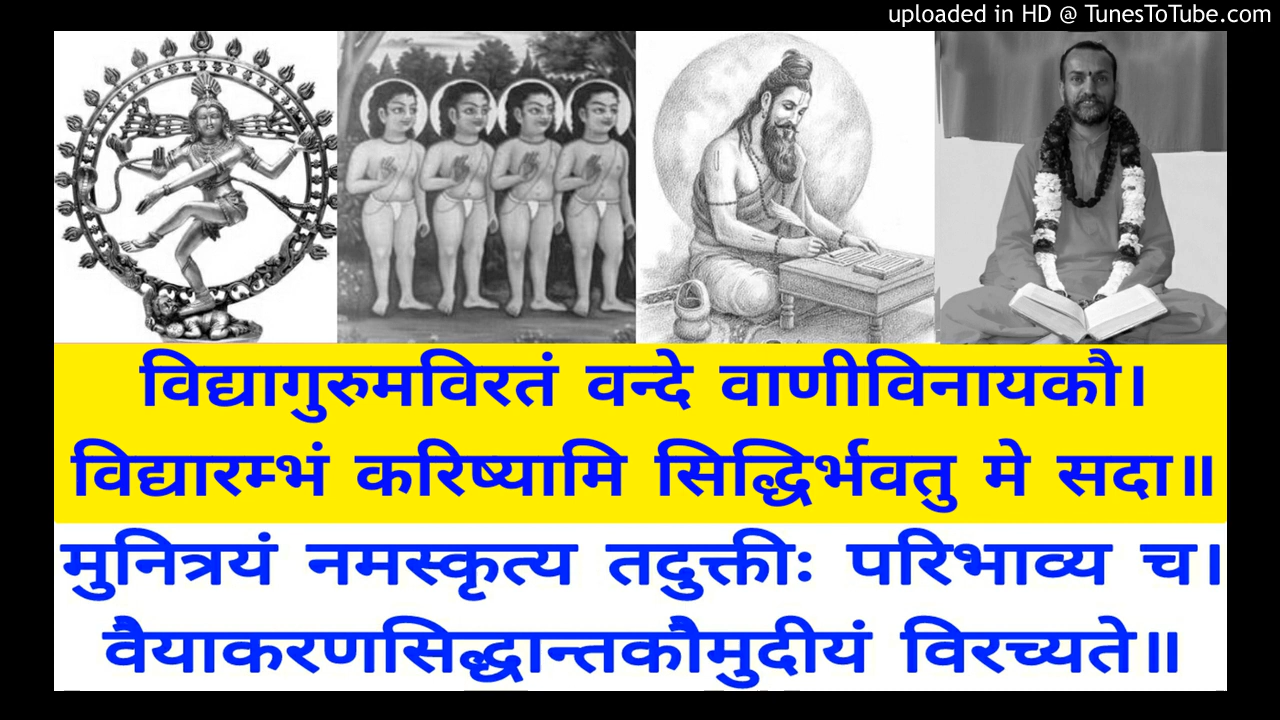 uploaded in HD @ TunesToTube.com
विद्यागुरुमविरतं वन्दे वाणीविनायकौ।
विद्यारम्भं करिष्यामि सिद्धिर्भवतु मे सदा॥
मुनित्रयं नमस्कृत्य तदुक्तीः परिभाव्य च।
वैयाकरणसिद्धान्तकौमुदीयं विरच्यते॥